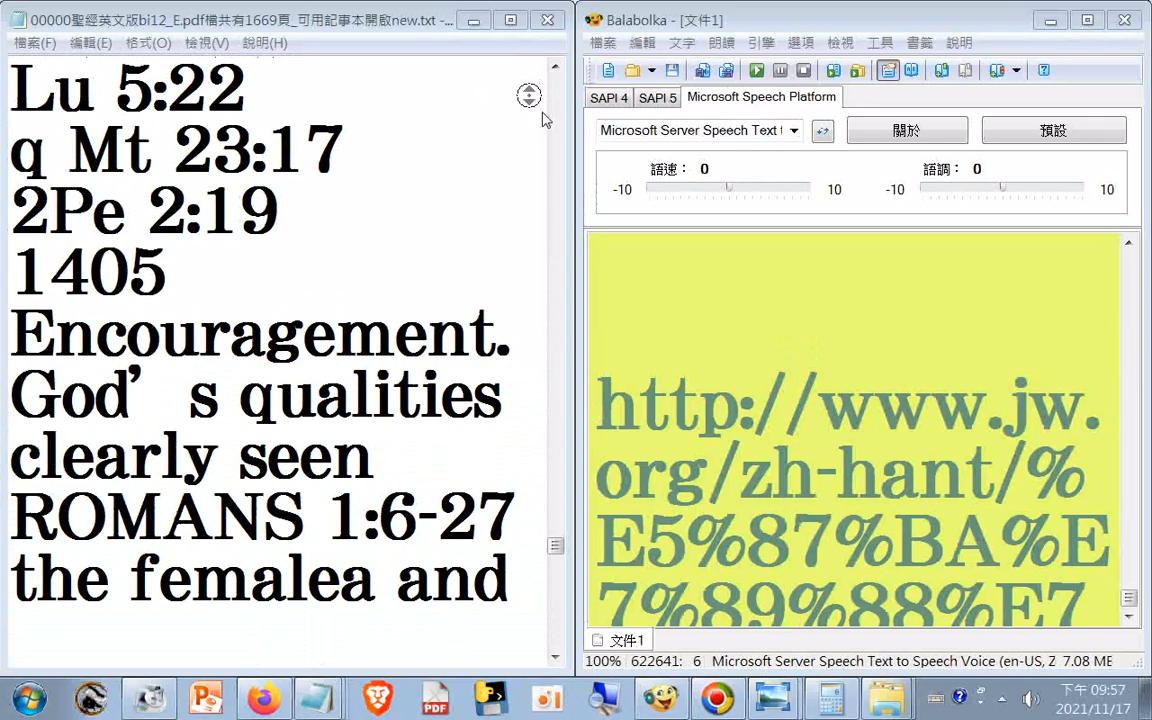 00000聖經英文版bi12_E.pdf檔共有1669頁_可用記事本開啟new.txt -...
檔案(F) 編輯(E) 格式(O) 檢視(V) 說明(H)
Lu 5:22
q Mt 23:17
2Pe 2:19
1405
Encouragement.
God’s qualities
clearly seen
ROMANS 1:6-27
the femalea and
Balabolka - [文件1]
檔案 編輯 文字 朗讀 引擎 選項 檢視 工具 書籤 說明
SAPI 4 SAPI 5 Microsoft Speech Platform
Microsoft Server Speech Text t 關於 預設
語速： 0 語調： 0
-10 10 -10 10
http://www.jw.
org/zh-hant/%
E5%87%BA%E
7%89%88%E7
文件1
100% 622641: 6 Microsoft Server Speech Text to Speech Voice (en-US, Z 7.08 ME
PDF
下午 09:57
2021/11/17